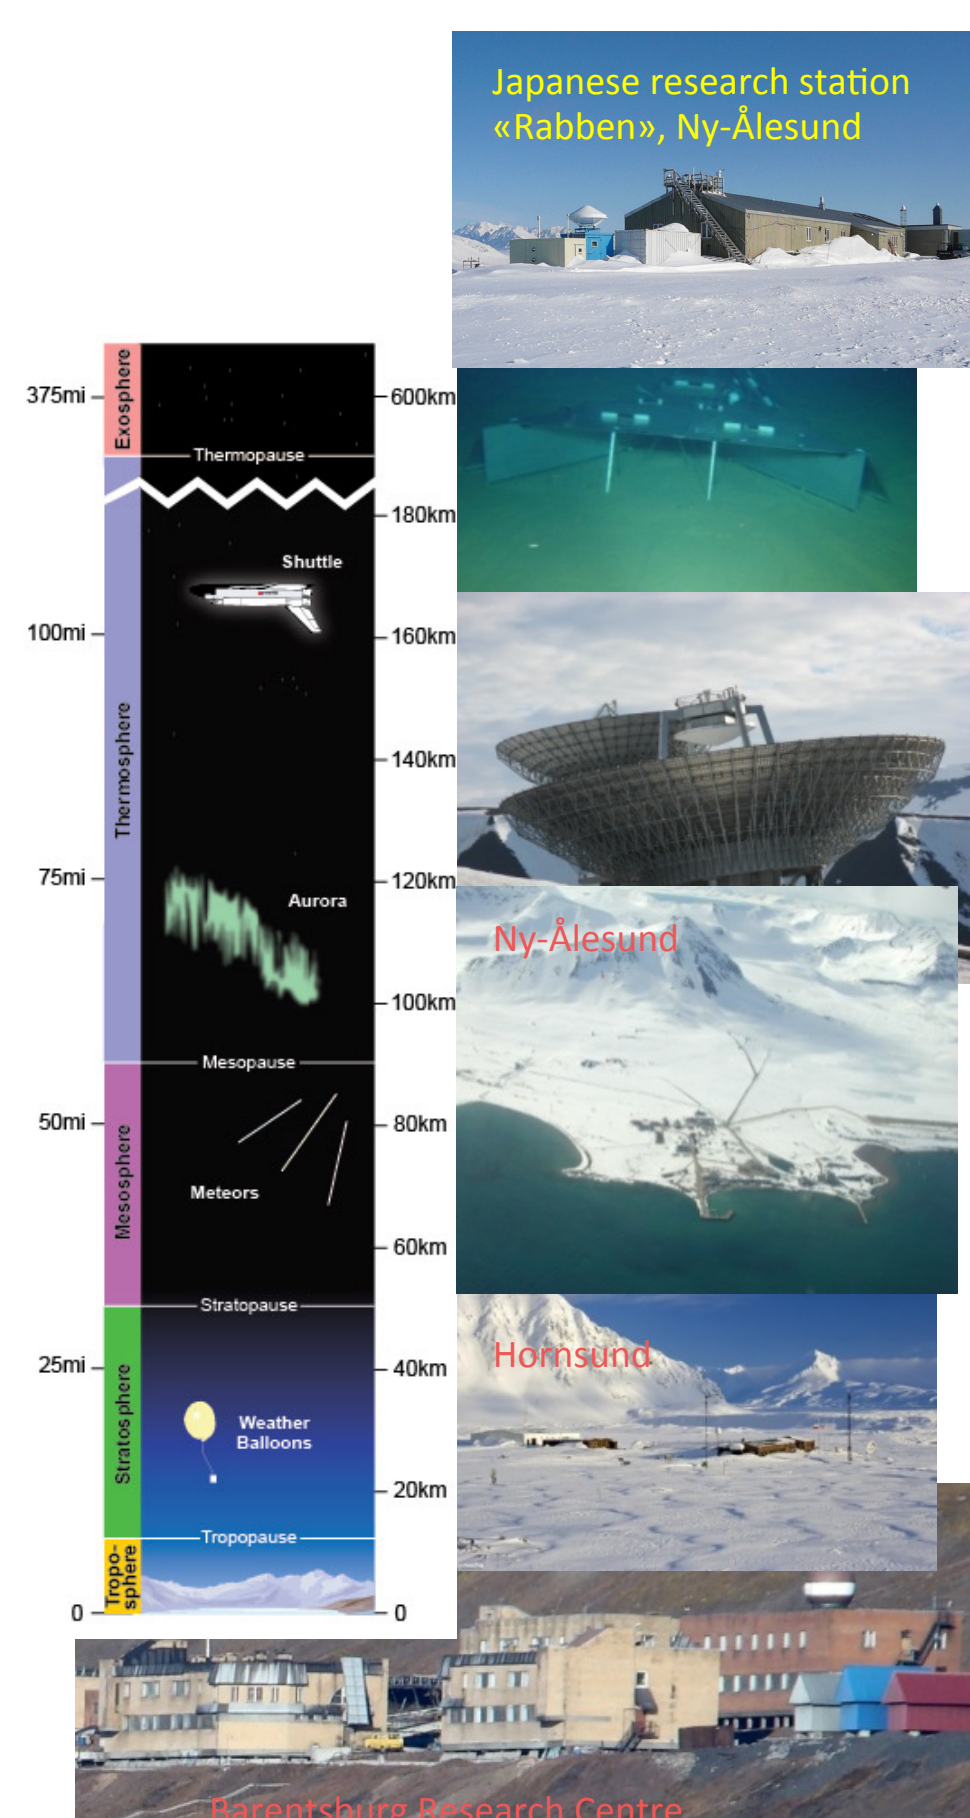 Japanese research station
«Rabben», Ny-Ålesund
375mi
Exosphere
600km
Thermopause
180km
Shuttle
100mi
160km
Thermosphere
140km
75mi
120km
Aurora
Ny-Ålesund
100km
Mesopause
50mi
80km
Mesosphere
Meteors
60km
Stratopause
Hornsund
25mi
40km
Stratosphere
Weather
Balloons
20km
Tropopause
Tropo-
sphere
0
0
Barentsburg Research Centre